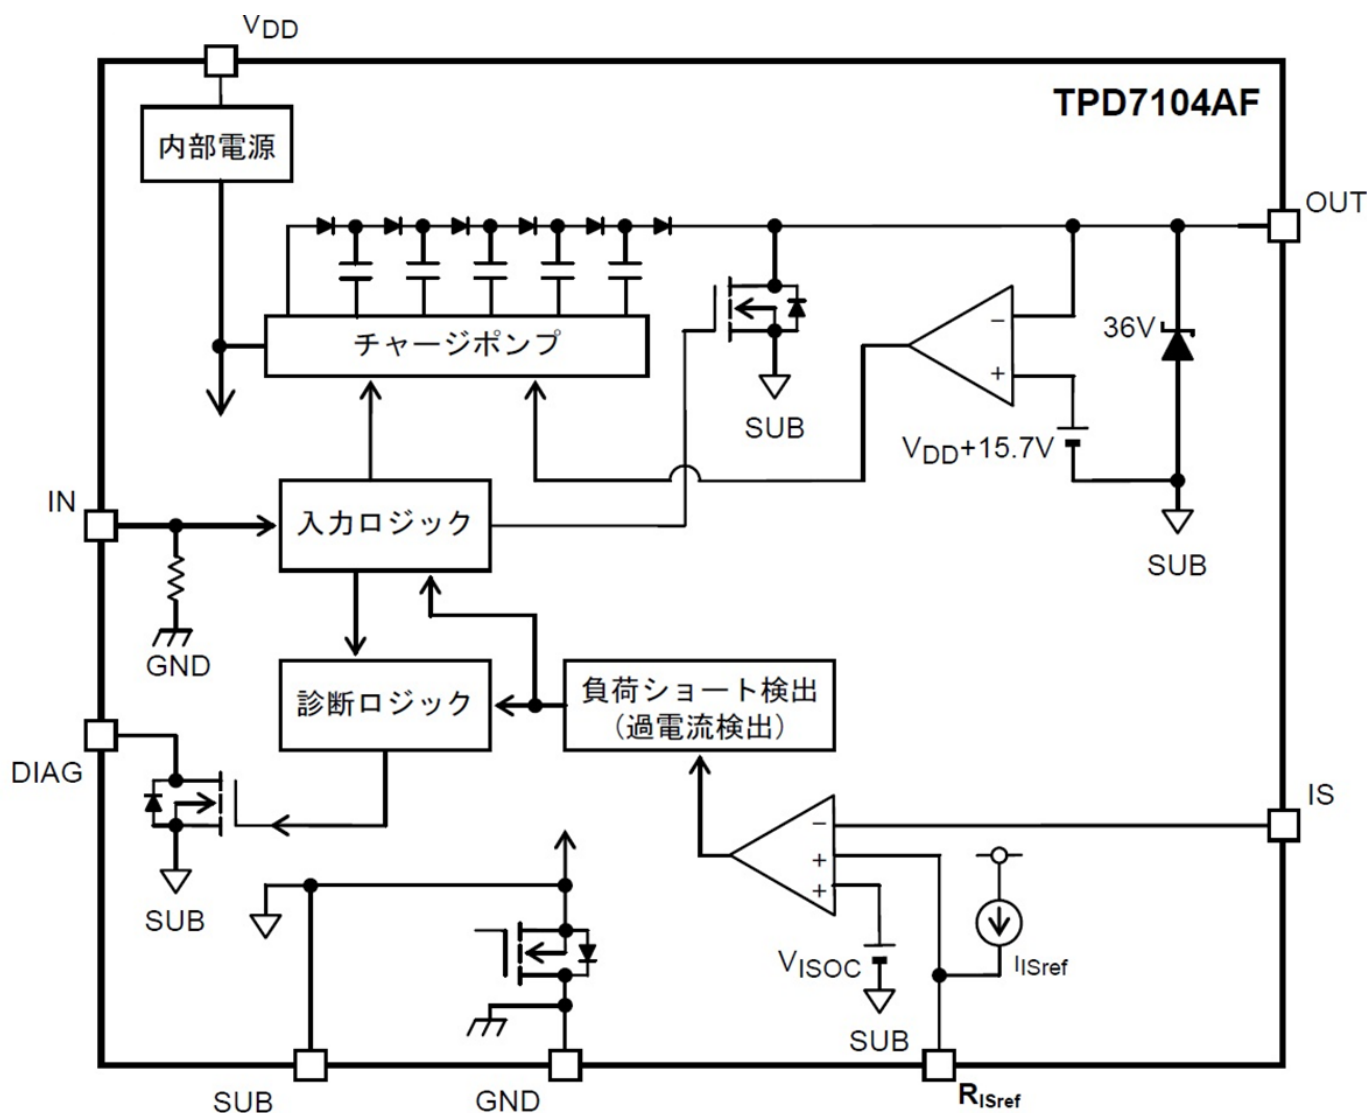 VDD
TPD7104AF
内部電源
OUT
チャージポンプ
−
+
36V
SUB
VDD+15.7V
IN
入力ロジック
SUB
GND
診断ロジック
負荷ショート検出
(過電流検出)
DIAG
IS
−
+
+
SUB
VISOC
IISref
SUB
SUB
GND
RISref